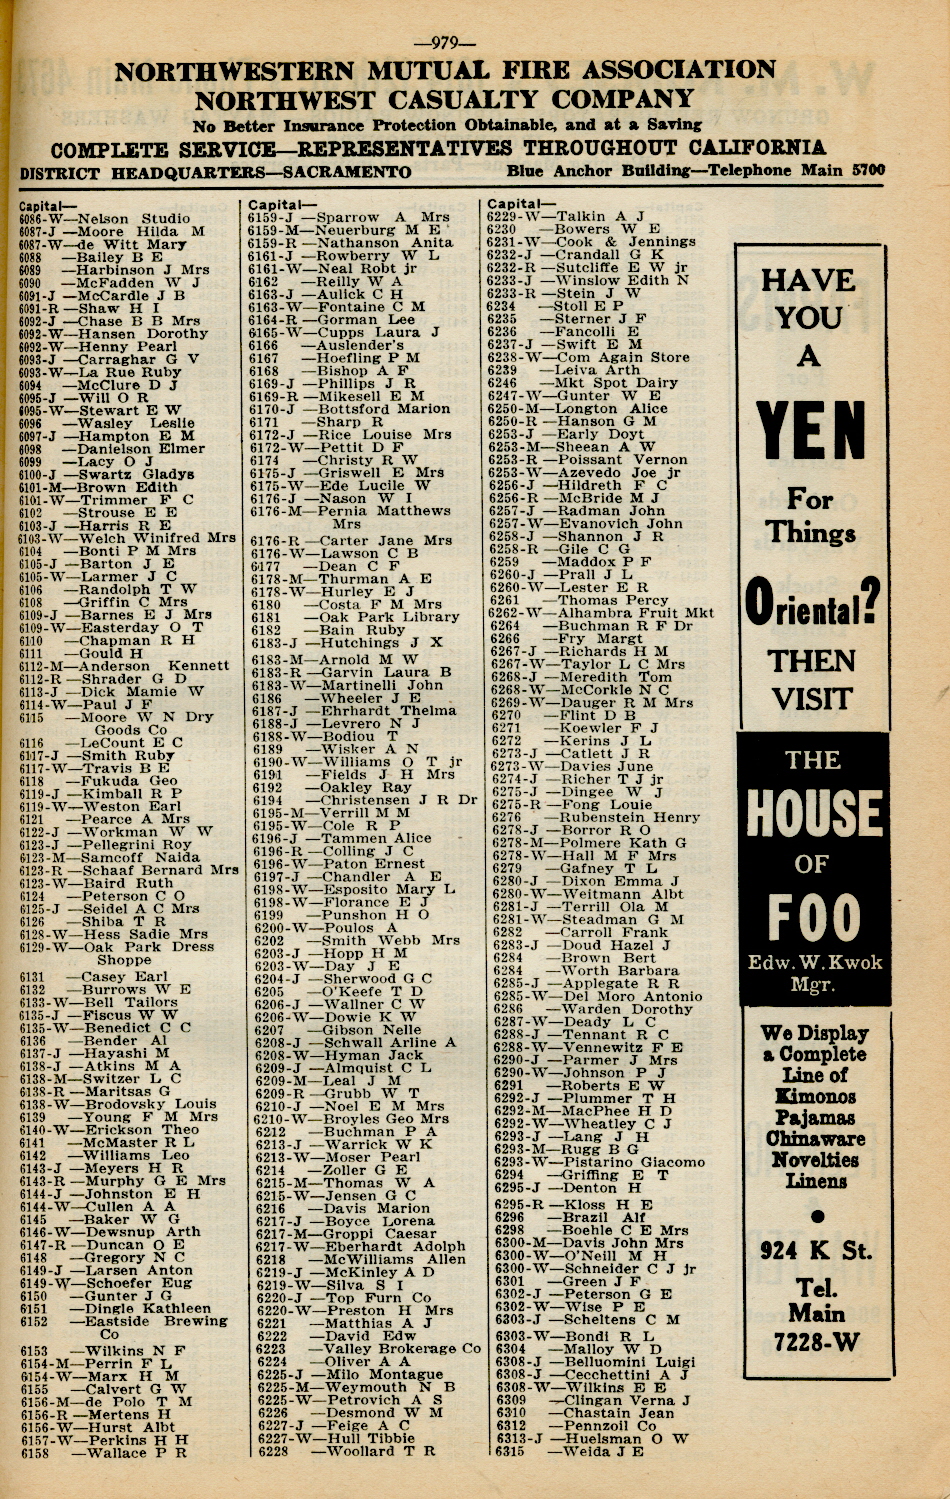 —979—
NORTHWESTERN MUTUAL FIRE ASSOCIATION
NORTHWEST CASUALTY COMPANY
No Better Insurance Protection Obtainable, and at a Saving
COMPLETE SERVICE—REPRESENTATIVES THROUGHOUT CALIFORNIA
DISTRICT HEADQUARTERS—SACRAMENTO Blue Anchor Building—Telephone Main 5700
Capital—
6086-W—Nelson Studio
6087-J —Moore Hilda M
6087-W—de Witt Mary
6088 —Bailey B E
6089 —Harbinson J Mrs
6090 —McFadden W J
6091-J —McCardle J B
6091-R —Shaw H I
6092-J —Chase B B Mrs
6092-W—Hansen Dorothy
6092-W—Henny Pearl
6093-J —Carraghar G V
6093-W—La Rue Ruby
6094 —McClure D J
6095-J —Will O R
6095-W—Stewart E W
6096 —Wasley Leslie
6097-J —Hampton E M
6098 —Danielson Elmer
6099 —Lacy O J
6100-J —Swartz Gladys
6101-M—Brown Edith
6101-W—Trimmer F C
6102 —Strouse E E
6103-J —Harris R E
6103-W—Welch Winifred Mrs
6104 —Bonti P M Mrs
6105-J —Barton J E
6105-W—Larmer J C
6106 —Randolph T W
6108 —Griffin C Mrs
6109-J —Barnes E J Mrs
6109-W—Easterday O T
6110 —Chapman R H
6111 —Gould H
6112-M—Anderson Kennett
6112-R —Shrader G D
6113-J —Dick Mamie W
6114-W—Paul J F
6115 —Moore W N Dry
Goods Co
6116 —LeCount E C
6117-J —Smith Ruby
6117-W—Travis B E
6118 —Fukuda Geo
6119-J —Kimball R P
6119-W—Weston Earl
6121 —Pearce A Mrs
6122-J —Workman W W
6123-J —Pellegrini Roy
6123-M—Samcoff Naida
6123-R —Schaaf Bernard Mrs
6123-W—Baird Ruth
6124 —Peterson C O
6125-J —Seidel A C Mrs
6126 —Shiba T R
6128-W—Hess Sadie Mrs
6129-W—Oak Park Dress
Shoppe
6131 —Casey Earl
6132 —Burrows W E
6133-W—Bell Tailors
6135-J —Fiscus W W
6135-W—Benedict C C
6136 —Bender Al
6137-J —Hayashi M
6138-J —Atkins M A
6138-M—Switzer L C
6138-R —Maritsas G
6138-W—Brodovsky Louis
6139 —Young F M Mrs
6140-W—Erickson Theo
6141 —McMaster R L
6142 —Williams Leo
6143-J —Meyers H R
6143-R —Murphy G E Mrs
6144-J —Johnston E H
6144-W—Cullen A A
6145 —Baker W G
6146-W—Dewsnup Arth
6147-R —Duncan O E
6148 —Gregory N C
6149-J —Larsen Anton
6149-W—Schoefer Eug
6150 —Gunter J G
6151 —Dingle Kathleen
6152 —Eastside Brewing
Co
6153 —Wilkins N F
6154-M—Perrin F L
6154-W—Marx H M
6155 —Calvert G W
6156-M—de Polo T M
6156-R —Mertens H
6156-W—Hurst Albt
6157-W—Perkins H H
6158 —Wallace P R
Capital—
6159-J —Sparrow A Mrs
6159-M—Neuerburg M E
6159-R —Nathanson Anita
6161-J —Rowberry W L
6161-W—Neal Robt jr
6162 —Reilly W A
6163-J —Aulick C H
6163-W—Fontaine C M
6164-R —Gorman Lee
6165-W—Cupps Laura J
6166 —Auslender's
6167 —Hoefling P M
6168 —Bishop A F
6169-J —Phillips J R
6169-R —Mikesell E M
6170-J —Bottsford Marion
6171 —Sharp R
6172-J —Rice Louise Mrs
6172-W—Pettit D F
6174 —Christy R W
6175-J —Griswell E Mrs
6175-W—Ede Lucile W
6176-J —Nason W I
6176-M—Pernia Matthews
Mrs
6176-R —Carter Jane Mrs
6176-W—Lawson C B
6177 —Dean C F
6178-M—Thurman A E
6178-W—Hurley E J
6180 —Costa F M Mrs
6181 —Oak Park Library
6182 —Bain Ruby
6183-J —Hutchings J X
6183-M—Arnold M W
6183-R —Garvin Laura B
6183-W—Martinelli John
6186 —Wheeler J E
6187-J —Ehrhardt Thelma
6188-J —Levrero N J
6188-W—Bodiou T
6189 —Wisker A N
6190-W—Williams O T jr
6191 —Fields J H Mrs
6192 —Oakley Ray
6194 —Christensen J R Dr
6195-M—Verrill M M
6195-W—Cole R P
6196-J —Tammen Alice
6196-R —Colling J C
6196-W—Paton Ernest
6197-J —Chandler A E
6198-W—Esposito Mary L
6198-W—Florance E J
6199 —Punshon H O
6200-W—Poulos A
6202 —Smith Webb Mrs
6203-J —Hopp H M
6203-W—Day J E
6204-J —Sherwood G C
6205 —O'Keefe T D
6206-J —Wallner C W
6206-W—Dowie K W
6207 —Gibson Nelle
6208-J —Schwall Arline A
6208-W—Hyman Jack
6209-J —Almquist C L
6209-M—Leal J M
6209-R —Grubb W T
6210-J —Noel E M Mrs
6210-W—Broyles Geo Mrs
6212 —Buchman P A
6213-J —Warrick W K
6213-W—Moser Pearl
6214 —Zoller G E
6215-M—Thomas W A
6215-W—Jensen G C
6216 —Davis Marion
6217-J —Boyce Lorena
6217-M—Groppi Caesar
6217-W—Eberhardt Adolph
6218 —McWilliams Allen
6219-J —McKinley A D
6219-W—Silva S I
6220-J —Top Furn Co
6220-W—Preston H Mrs
6221 —Matthias A J
6222 —David Edw
6223 —Valley Brokerage Co
6224 —Oliver A A
6225-J —Milo Montague
6225-M—Weymouth N B
6225-W—Petrovich A S
6226 —Desmond W M
6227-J —Feige A C
6227-W—Hull Tibbie
6228 —Woollard T R
Capital—
6229-W—Talkin A J
6230 —Bowers W E
6231-W—Cook & Jennings
6232-J —Crandall G K
6232-R —Sutcliffe E W jr
6233-J —Winslow Edith N
6233-R —Stein J W
6234 —Stoll E P
6235 —Sterner J F
6236 —Fancolli E
6237-J —Swift E M
6238-W—Com Again Store
6239 —Leiva Arth
6246 —Mkt Spot Dairy
6247-W—Gunter W E
6250-M—Longton Alice
6250-R —Hanson G M
6253-J —Early Doyt
6253-M—Sheean A W
6253-R —Poissant Vernon
6253-W—Azevedo Joe jr
6256-J —Hildreth F C
6256-R —McBride M J
6257-J —Radman John
6257-W—Evanovich John
6258-J —Shannon J R
6258-R —Gile C G
6259 —Maddox P F
6260-J —Prall J L
6260-W—Lester E R
6261 —Thomas Percy
6262-W—Alhambra Fruit Mkt
6264 —Buchman R F Dr
6266 —Fry Margt
6267-J —Richards H M
6267-W—Taylor L C Mrs
6268-J —Meredith Tom
6268-W—McCorkle N C
6269-W—Dauger R M Mrs
6270 —Flint D B
6271 —Koewler F J
6272 —Kerins J L
6273-J —Catlett J R
6273-W—Davies June
6274-J —Richer T J jr
6275-J —Dingee W J
6275-R —Fong Louie
6276 —Rubenstein Henry
6278-J —Borror R O
6278-M—Polmere Kath G
6278-W—Hall M F Mrs
6279 —Gafney T L
6280-J —Dixon Emma J
6280-W—Weitmann Albt
6281-J —Terrill Ola M
6281-W—Steadman G M
6282 —Carroll Frank
6283-J —Doud Hazel J
6284 —Brown Bert
6284 —Worth Barbara
6285-J —Applegate R R
6285-W—Del Moro Antonio
6286 —Warden Dorothy
6287-W—Deady L C
6288-J —Tennant R C
6288-W—Vennewitz F E
6290-J —Parmer J Mrs
6290-W—Johnson P J
6291 —Roberts E W
6292-J —Plummer T H
6292-M—MacPhee H D
6292-W—Wheatley C J
6293-J —Lang J H
6293-M—Rugg B G
6293-W—Pistarino Giacomo
6294 —Griffing E T
6295-J —Denton H
6295-R —Kloss H E
6296 —Brazil Alf
6298 —Boehle C E Mrs
6300-M—Davis John Mrs
6300-W—O'Neill M H
6300-W—Schneider C J jr
6301 —Green J F
6302-J —Peterson G E
6302-W—Wise P E
6303-J —Scheltens C M
6303-W—Bondi R L
6304 —Malloy W D
6308-J —Belluomini Luigi
6308-J —Cecchettini A J
6308-W—Wilkins E E
6309 —Clingan Verna J
6310 —Chastain Jean
6312 —Pennzoil Co
6313-J —Huelsman O W
6315 —Weida J E
HAVE
YOU
A
YEN
For
Things
Oriental?
THEN
VISIT
THE
HOUSE
OF
FOO
Edw. W. Kwok
Mgr.
We Display
a Complete
Line of
Kimonos
Pajamas
Chinaware
Novelties
Linens
●
924 K St.
Tel.
Main
7228-W